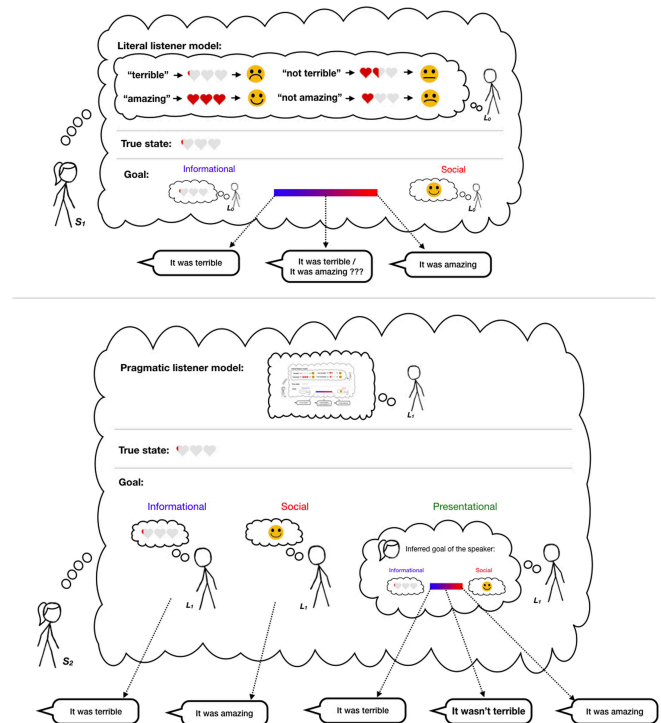 Literal listener model:
“terrible”
“not terrible”
“amazing”
“not amazing”
L₀
True state:
Goal:
Informational
Social
L₀
L₀
S₁
It was terrible
It was terrible /
It was amazing ???
It was amazing
Pragmatic listener model:
L₁
True state:
Goal:
Informational
Social
Presentational
Inferred goal of the speaker:
Informational
Social
L₁
L₁
L₁
S₂
It was terrible
It was amazing
It was terrible
It wasn't terrible
It was amazing